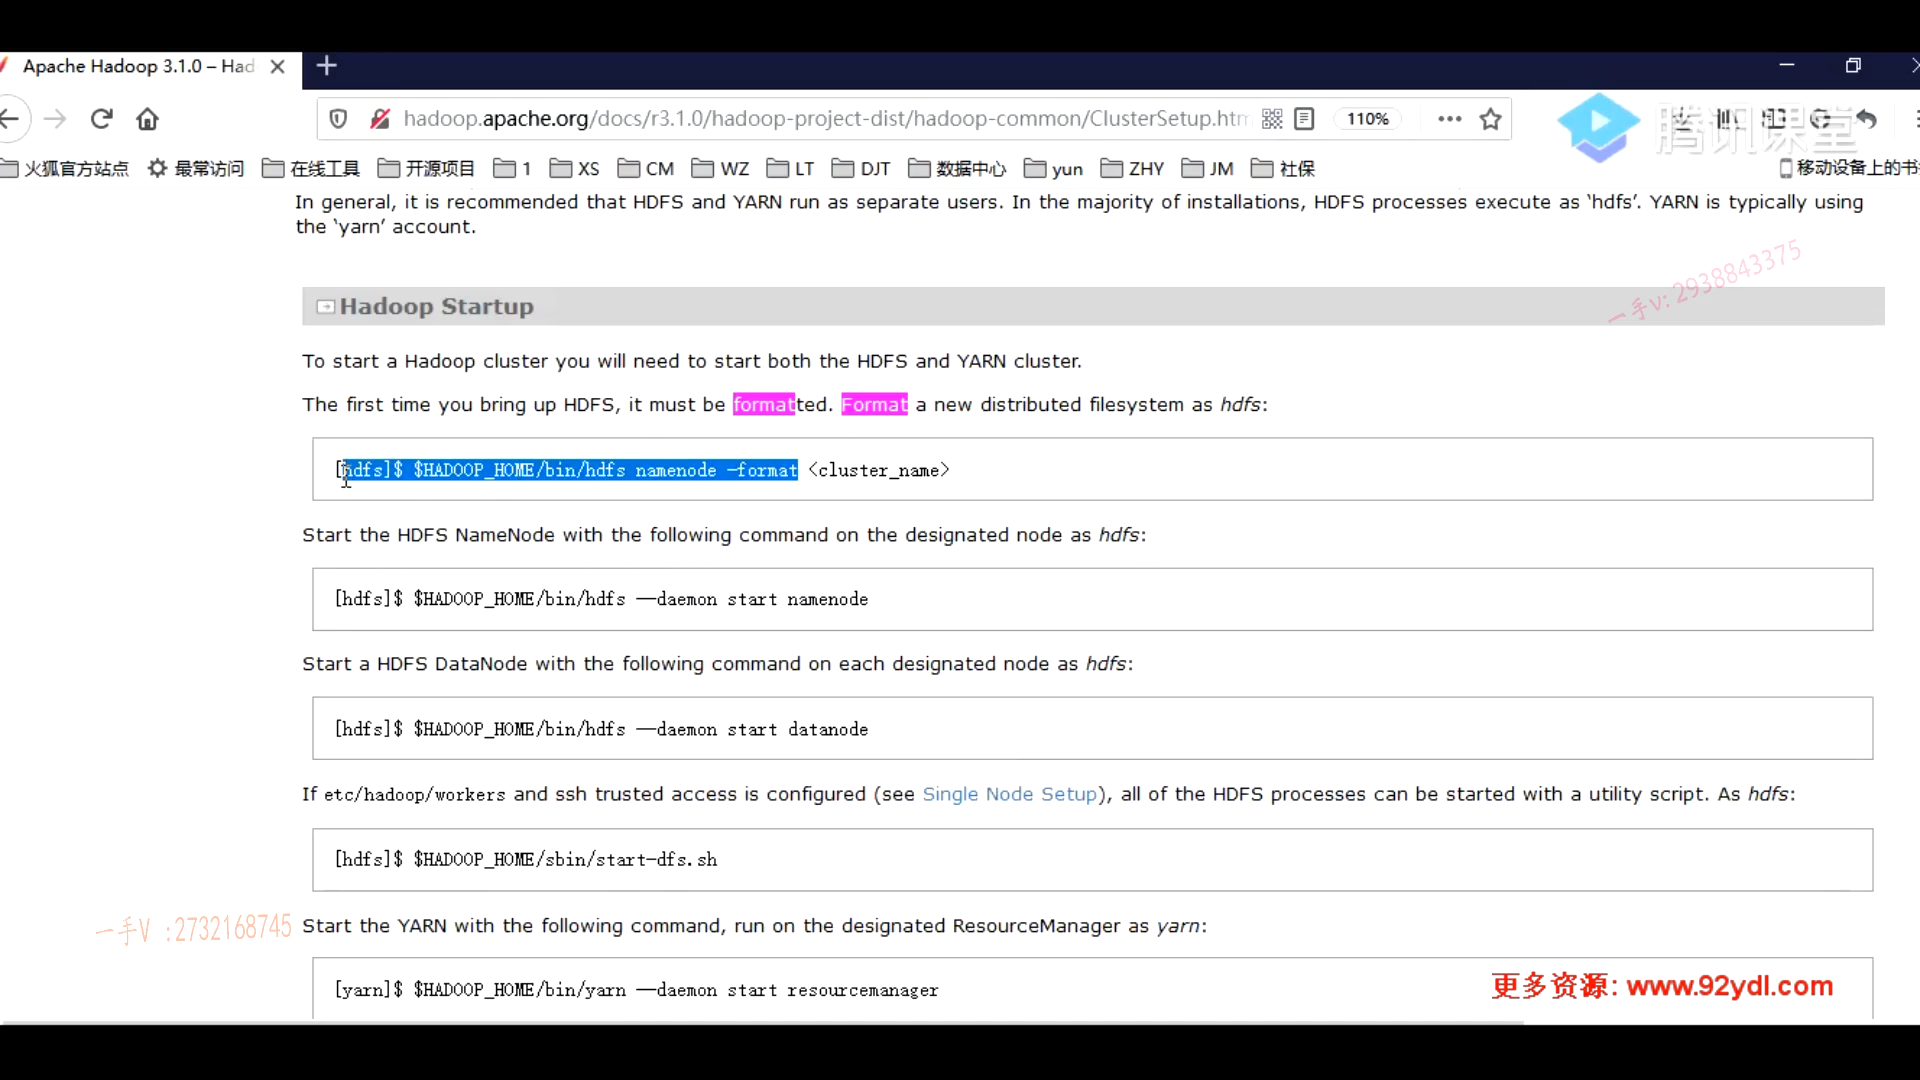 Apache Hadoop 3.1.0 – Had
hadoop.apache.org/docs/r3.1.0/hadoop-project-dist/hadoop-common/ClusterSetup.htm
110%
腾讯课堂
火狐官方站点 最常访问 在线工具 开源项目 1 XS CM WZ LT DJT 数据中心 yun ZHY JM 社保 移动设备上的书
In general, it is recommended that HDFS and YARN run as separate users. In the majority of installations, HDFS processes execute as ‘hdfs’. YARN is typically using
the ‘yarn’ account.
一手v: 2938843375
Hadoop Startup
To start a Hadoop cluster you will need to start both the HDFS and YARN cluster.
The first time you bring up HDFS, it must be formatted. Format a new distributed filesystem as hdfs:
[hdfs]$ $HADOOP_HOME/bin/hdfs namenode -format <cluster_name>
Start the HDFS NameNode with the following command on the designated node as hdfs:
[hdfs]$ $HADOOP_HOME/bin/hdfs --daemon start namenode
Start a HDFS DataNode with the following command on each designated node as hdfs:
[hdfs]$ $HADOOP_HOME/bin/hdfs --daemon start datanode
If etc/hadoop/workers and ssh trusted access is configured (see Single Node Setup), all of the HDFS processes can be started with a utility script. As hdfs:
[hdfs]$ $HADOOP_HOME/sbin/start-dfs.sh
一手V :2732168745
Start the YARN with the following command, run on the designated ResourceManager as yarn:
[yarn]$ $HADOOP_HOME/bin/yarn --daemon start resourcemanager
更多资源: www.92ydl.com